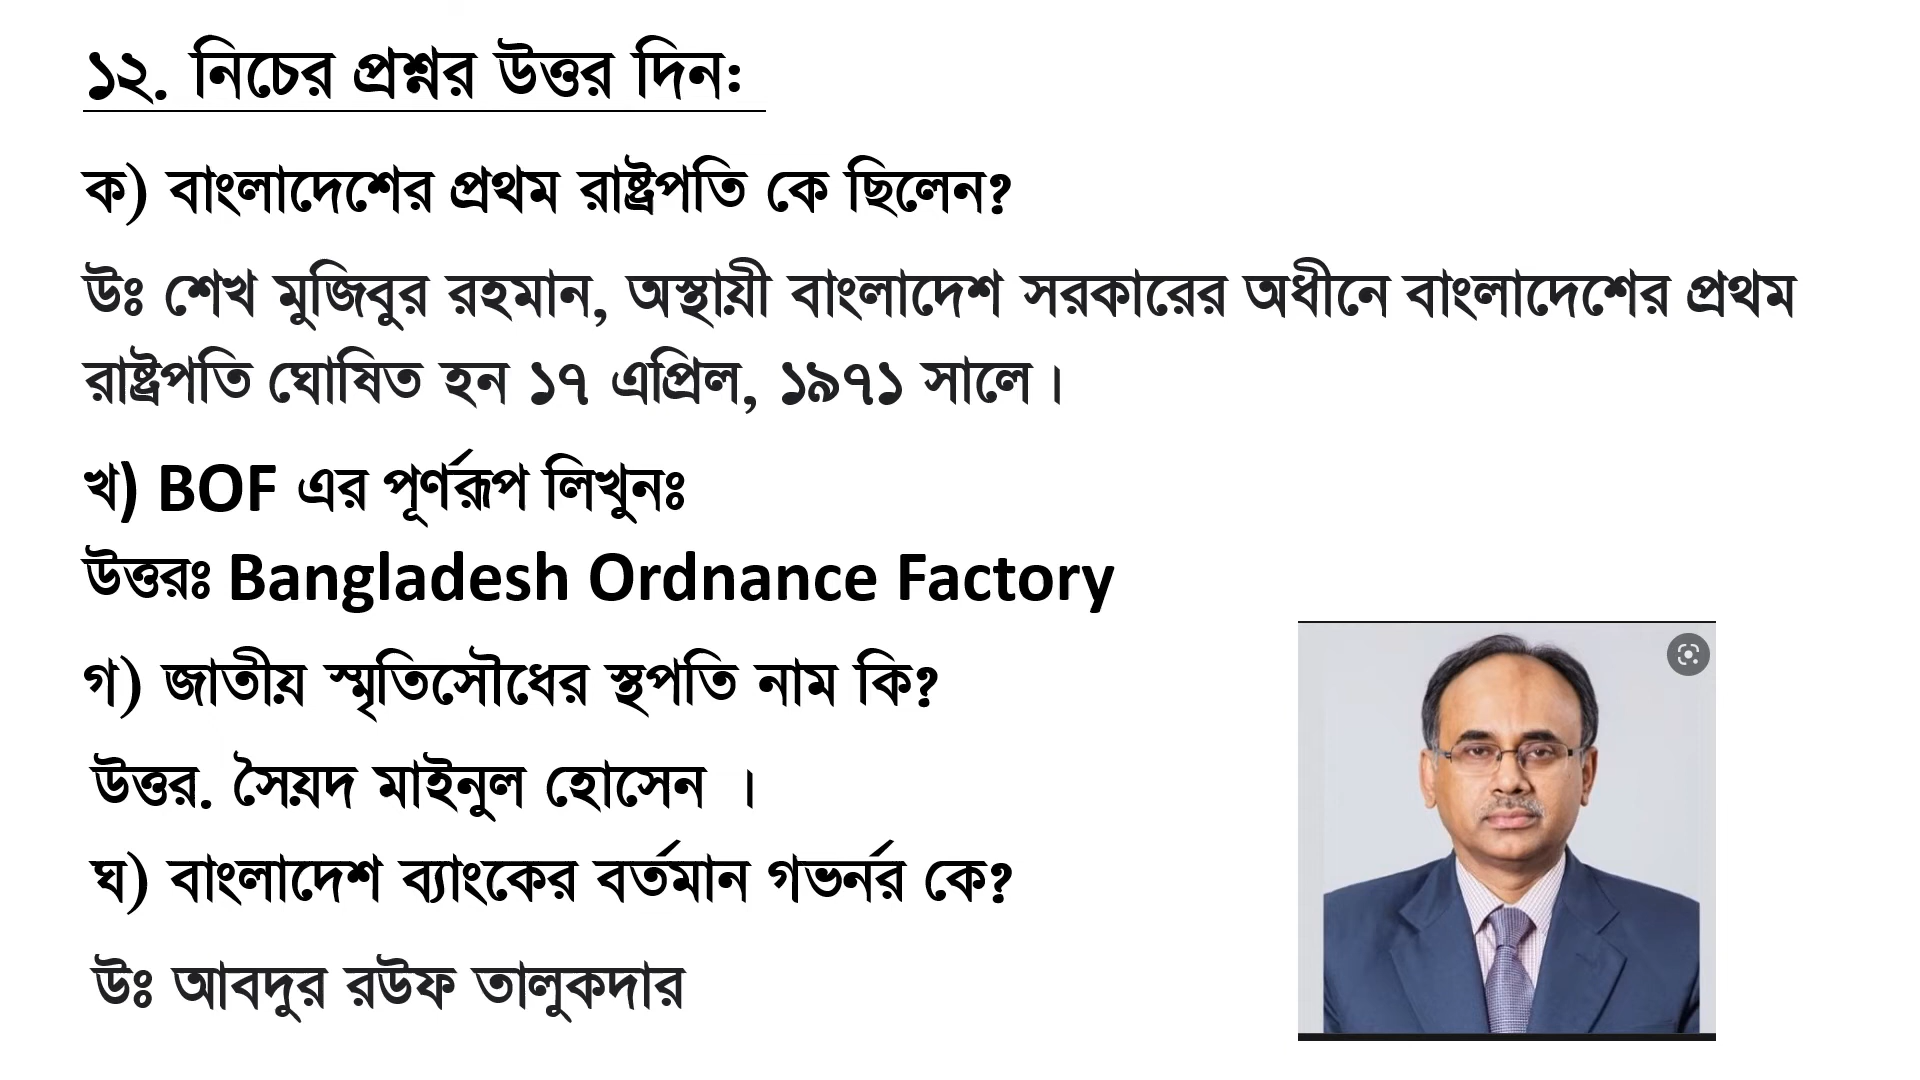 ১২. নিচের প্রশ্নর উত্তর দিন:
ক) বাংলাদেশের প্রথম রাষ্ট্রপতি কে ছিলেন?
উঃ শেখ মুজিবুর রহমান, অস্থায়ী বাংলাদেশ সরকারের অধীনে বাংলাদেশের প্রথম
রাষ্ট্রপতি ঘোষিত হন ১৭ এপ্রিল, ১৯৭১ সালে।
খ) BOF এর পূর্ণরূপ লিখুনঃ
উত্তরঃ Bangladesh Ordnance Factory
গ) জাতীয় স্মৃতিসৌধের স্থপতি নাম কি?
উত্তর. সৈয়দ মাইনুল হোসেন ।
ঘ) বাংলাদেশ ব্যাংকের বর্তমান গভর্নর কে?
উঃ আবদুর রউফ তালুকদার